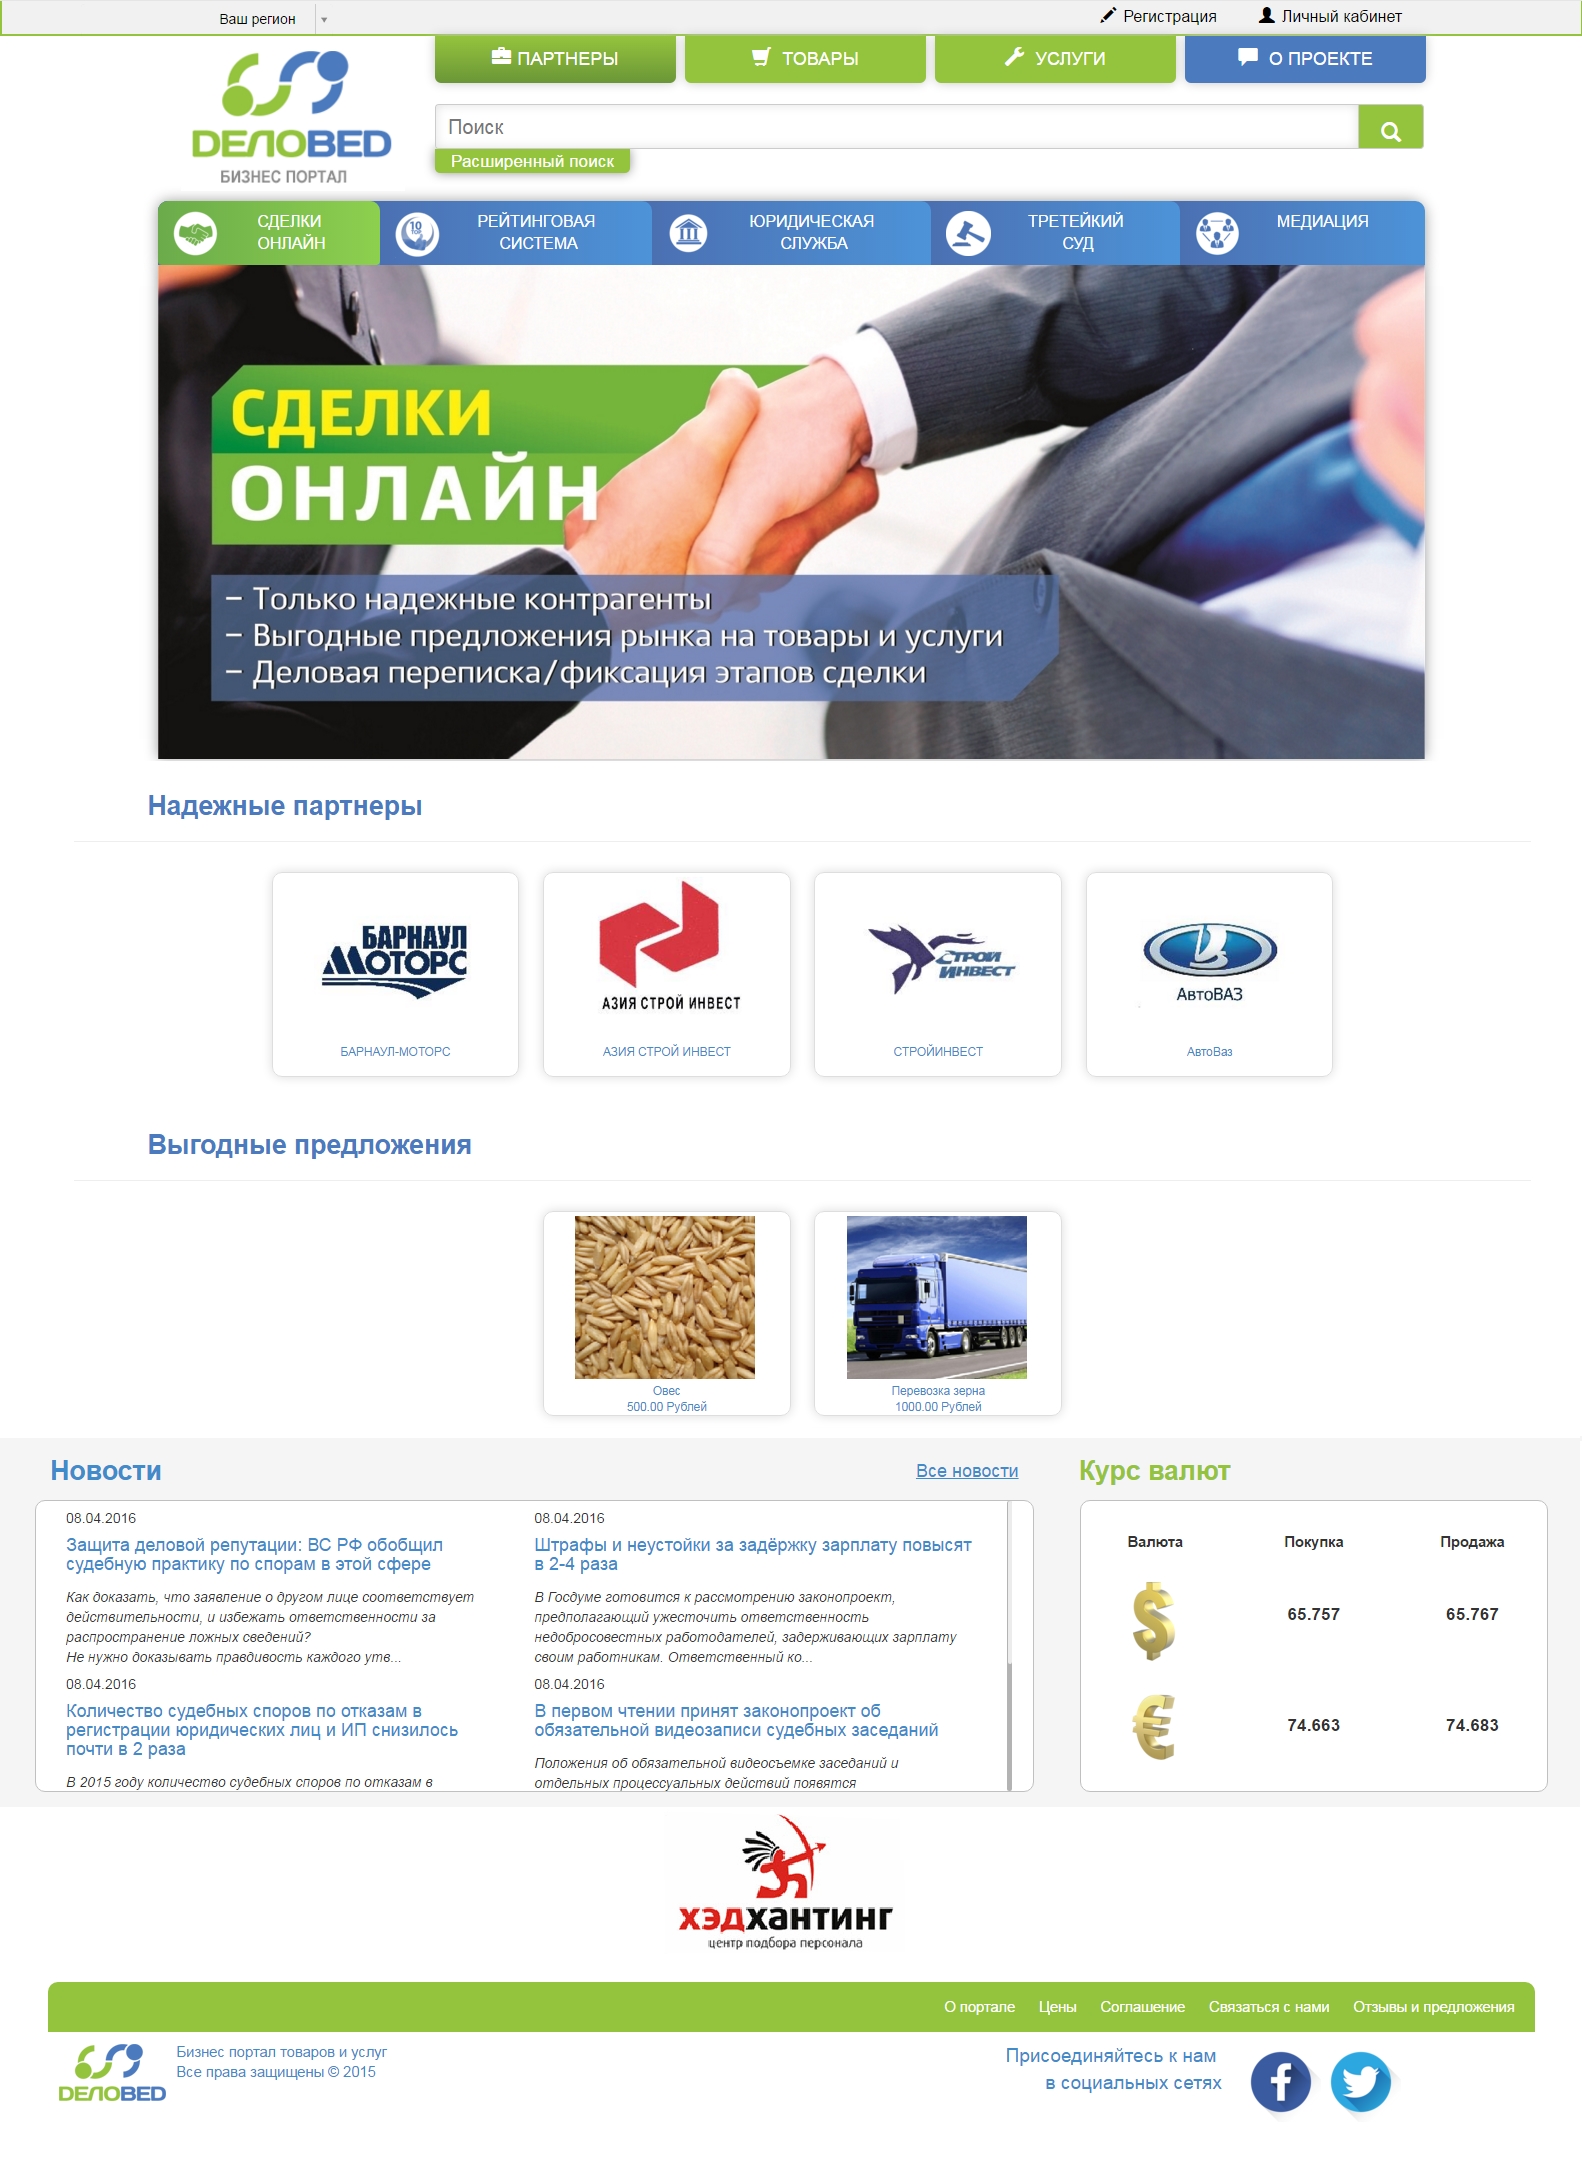 Ваш регион
Регистрация
Личный кабинет
ПАРТНЕРЫ
ТОВАРЫ
УСЛУГИ
О ПРОЕКТЕ
DЕЛОВЕD
БИЗНЕС ПОРТАЛ
Поиск
Расширенный поиск
СДЕЛКИ
ОНЛАЙН
10
TOP
РЕЙТИНГОВАЯ
СИСТЕМА
ЮРИДИЧЕСКАЯ
СЛУЖБА
ТРЕТЕЙКИЙ
СУД
МЕДИАЦИЯ
СДЕЛКИ
ОНЛАЙН
– Только надежные контрагенты
– Выгодные предложения рынка на товары и услуги
– Деловая переписка/фиксация этапов сделки
Надежные партнеры
БАРНАУЛ
МОТОРС
БАРНАУЛ-МОТОРС
АЗИЯ СТРОЙ ИНВЕСТ
АЗИЯ СТРОЙ ИНВЕСТ
СТРОЙ
ИНВЕСТ
СТРОЙИНВЕСТ
АвтоВАЗ
АвтоВаз
Выгодные предложения
Овес
500.00 Рублей
Перевозка зерна
1000.00 Рублей
Новости
Все новости
08.04.2016
Защита деловой репутации: ВС РФ обобщил
судебную практику по спорам в этой сфере
Как доказать, что заявление о другом лице соответствует
действительности, и избежать ответственности за
распространение ложных сведений?
Не нужно доказывать правдивость каждого утв...
08.04.2016
Штрафы и неустойки за задёржку зарплату повысят
в 2-4 раза
В Госдуме готовится к рассмотрению законопроект,
предполагающий ужесточить ответственность
недобросовестных работодателей, задерживающих зарплату
своим работникам. Ответственный ко...
08.04.2016
Количество судебных споров по отказам в
регистрации юридических лиц и ИП снизилось
почти в 2 раза
В 2015 году количество судебных споров по отказам в
08.04.2016
В первом чтении принят законопроект об
обязательной видеозаписи судебных заседаний
Положения об обязательной видеосъемке заседаний и
отдельных процессуальных действий появятся
Курс валют
Валюта Покупка Продажа
$ 65.757 65.767
€ 74.663 74.683
хэдхантинг
центр подбора персонала
О портале
Цены
Соглашение
Связаться с нами
Отзывы и предложения
DЕЛОВЕD
Бизнес портал товаров и услуг
Все права защищены © 2015
Присоединяйтесь к нам
в социальных сетях